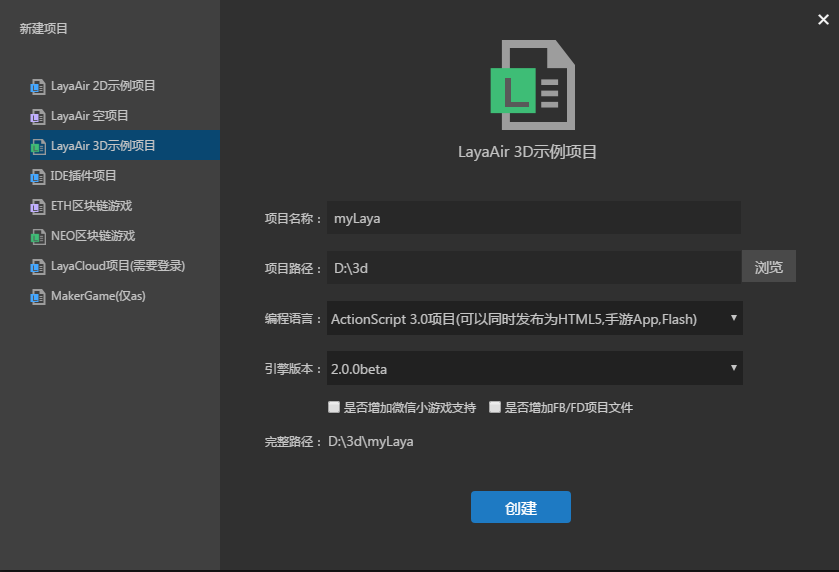 新建项目
LayaAir 2D示例项目
LayaAir 空项目
LayaAir 3D示例项目
IDE插件项目
ETH区块链游戏
NEO区块链游戏
LayaCloud项目(需要登录)
MakerGame(仅as)
LayaAir 3D示例项目
项目名称： myLaya
项目路径： D:\3d 浏览
编程语言： ActionScript 3.0项目(可以同时发布为HTML5,手游App,Flash)
引擎版本： 2.0.0beta
是否增加微信小游戏支持 是否增加FB/FD项目文件
完整路径： D:\3d\myLaya
创建